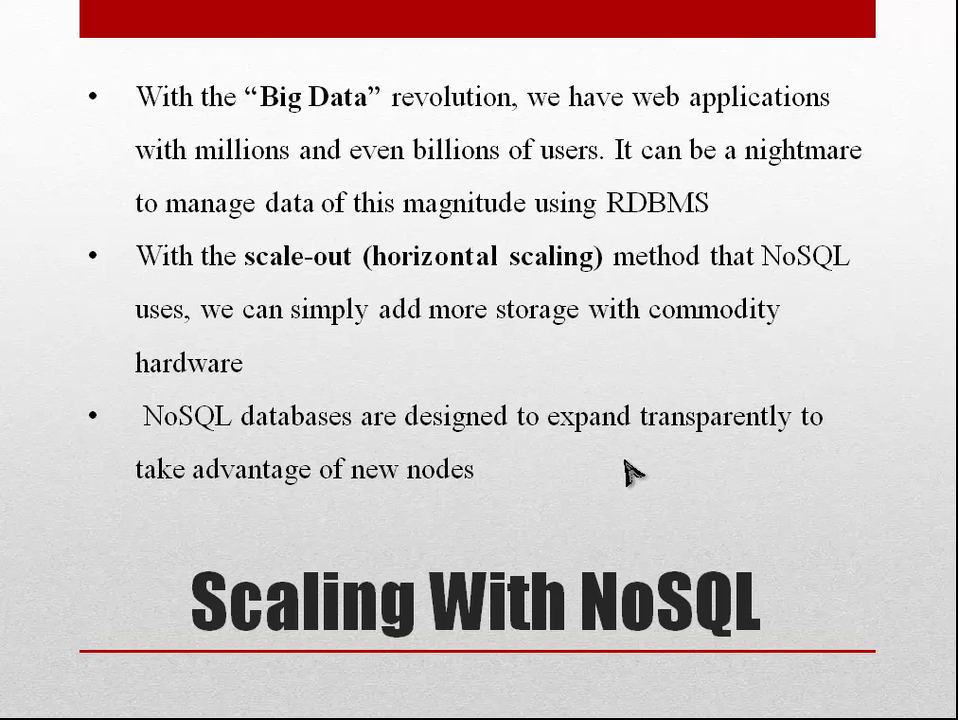 • With the “Big Data” revolution, we have web applications
with millions and even billions of users. It can be a nightmare
to manage data of this magnitude using RDBMS
• With the scale-out (horizontal scaling) method that NoSQL
uses, we can simply add more storage with commodity
hardware
• NoSQL databases are designed to expand transparently to
take advantage of new nodes
Scaling With NoSQL